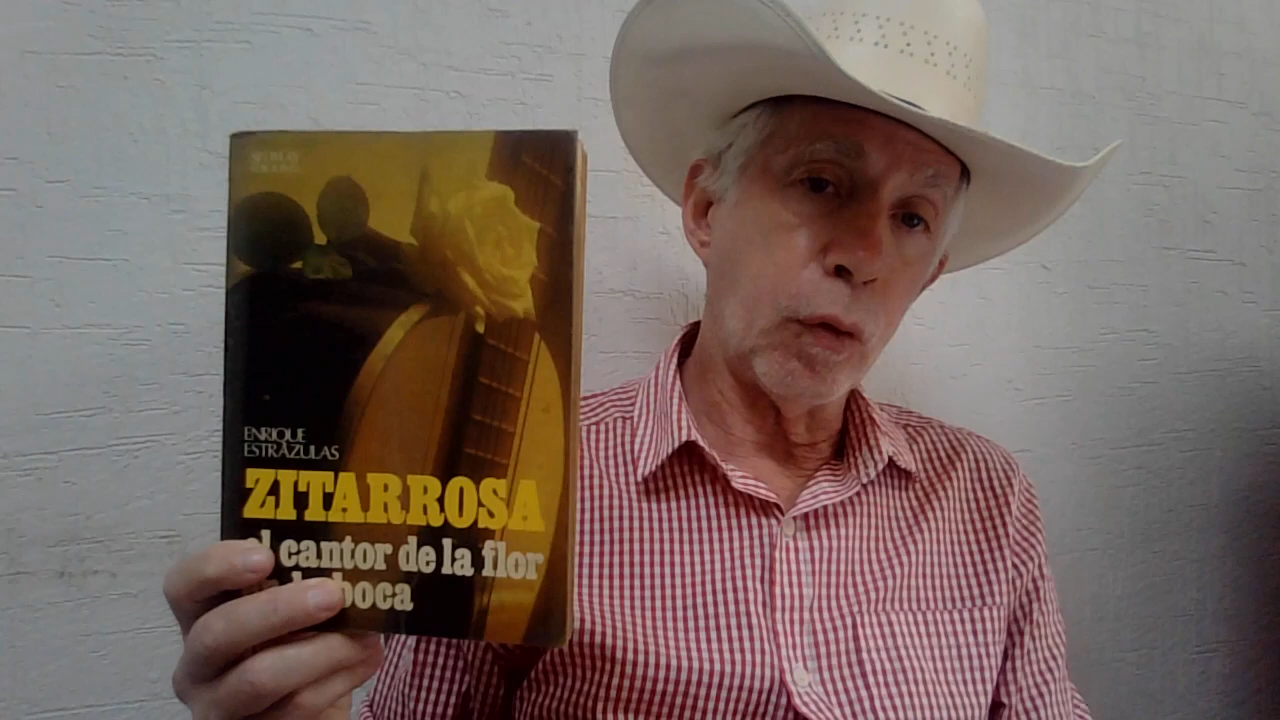 ENRIQUE
ESTRÁZULAS
ZITARROSA
el cantor de la flor
boca